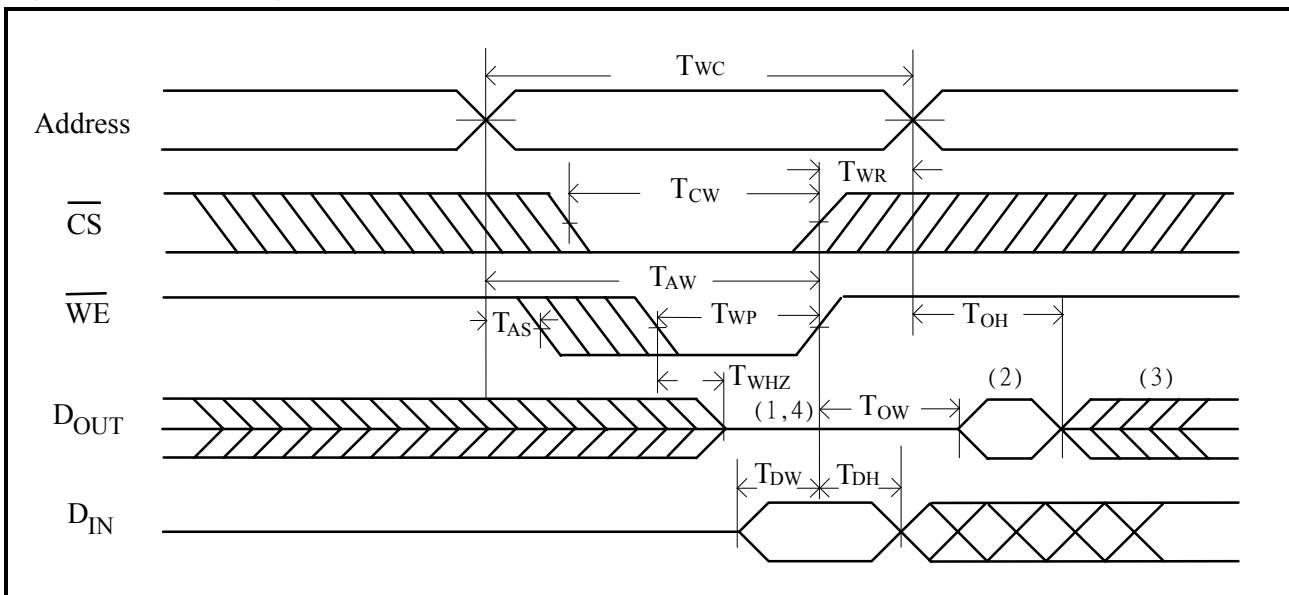 TWC
Address
TWR
TCW
CS
TAW
WE
TWP
TAS
TOH
TWHZ
(2)
(3)
(1,4)
TOW
DOUT
TDW
TDH
DIN